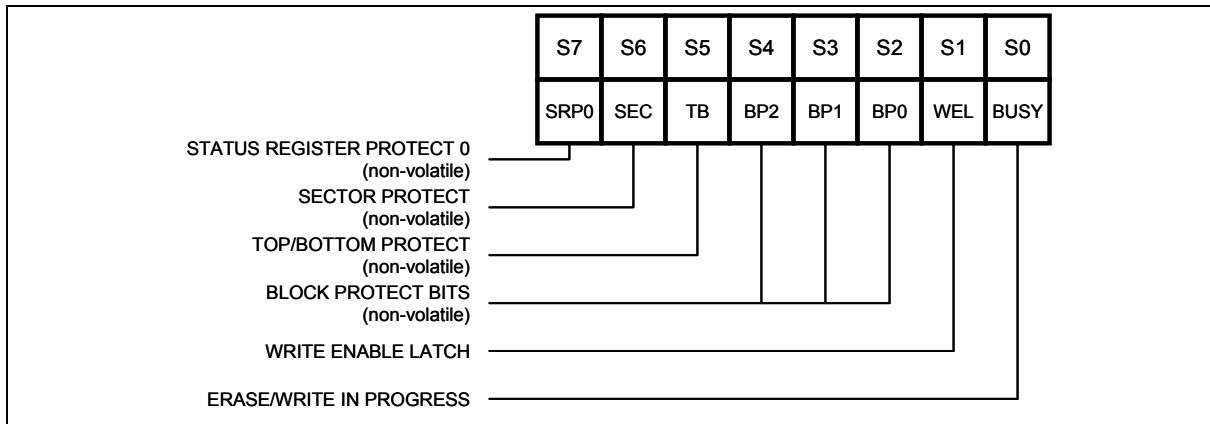 S7 S6 S5 S4 S3 S2 S1 S0
SRP0 SEC TB BP2 BP1 BP0 WEL BUSY
STATUS REGISTER PROTECT 0
(non-volatile)
SECTOR PROTECT
(non-volatile)
TOP/BOTTOM PROTECT
(non-volatile)
BLOCK PROTECT BITS
(non-volatile)
WRITE ENABLE LATCH
ERASE/WRITE IN PROGRESS